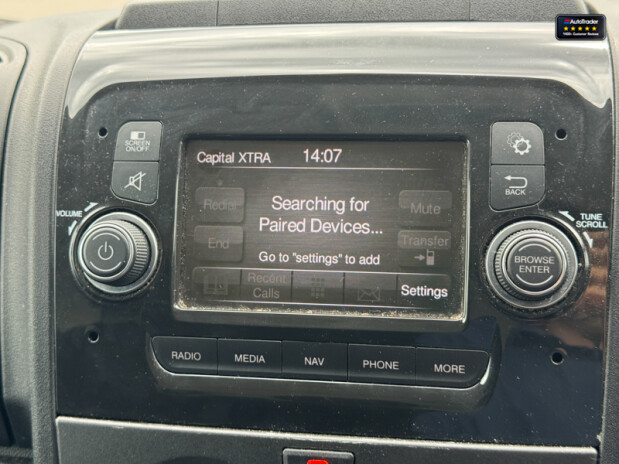 AutoTrader
SCREEN
ON/OFF
Capital XTRA 14:07
BACK
VOLUME
TUNE
SCROLL
Redial
Searching for
Paired Devices...
Mute
End
Transfer
Go to "settings" to add
BROWSE
ENTER
Recent
Calls
Settings
RADIO MEDIA NAV PHONE MORE